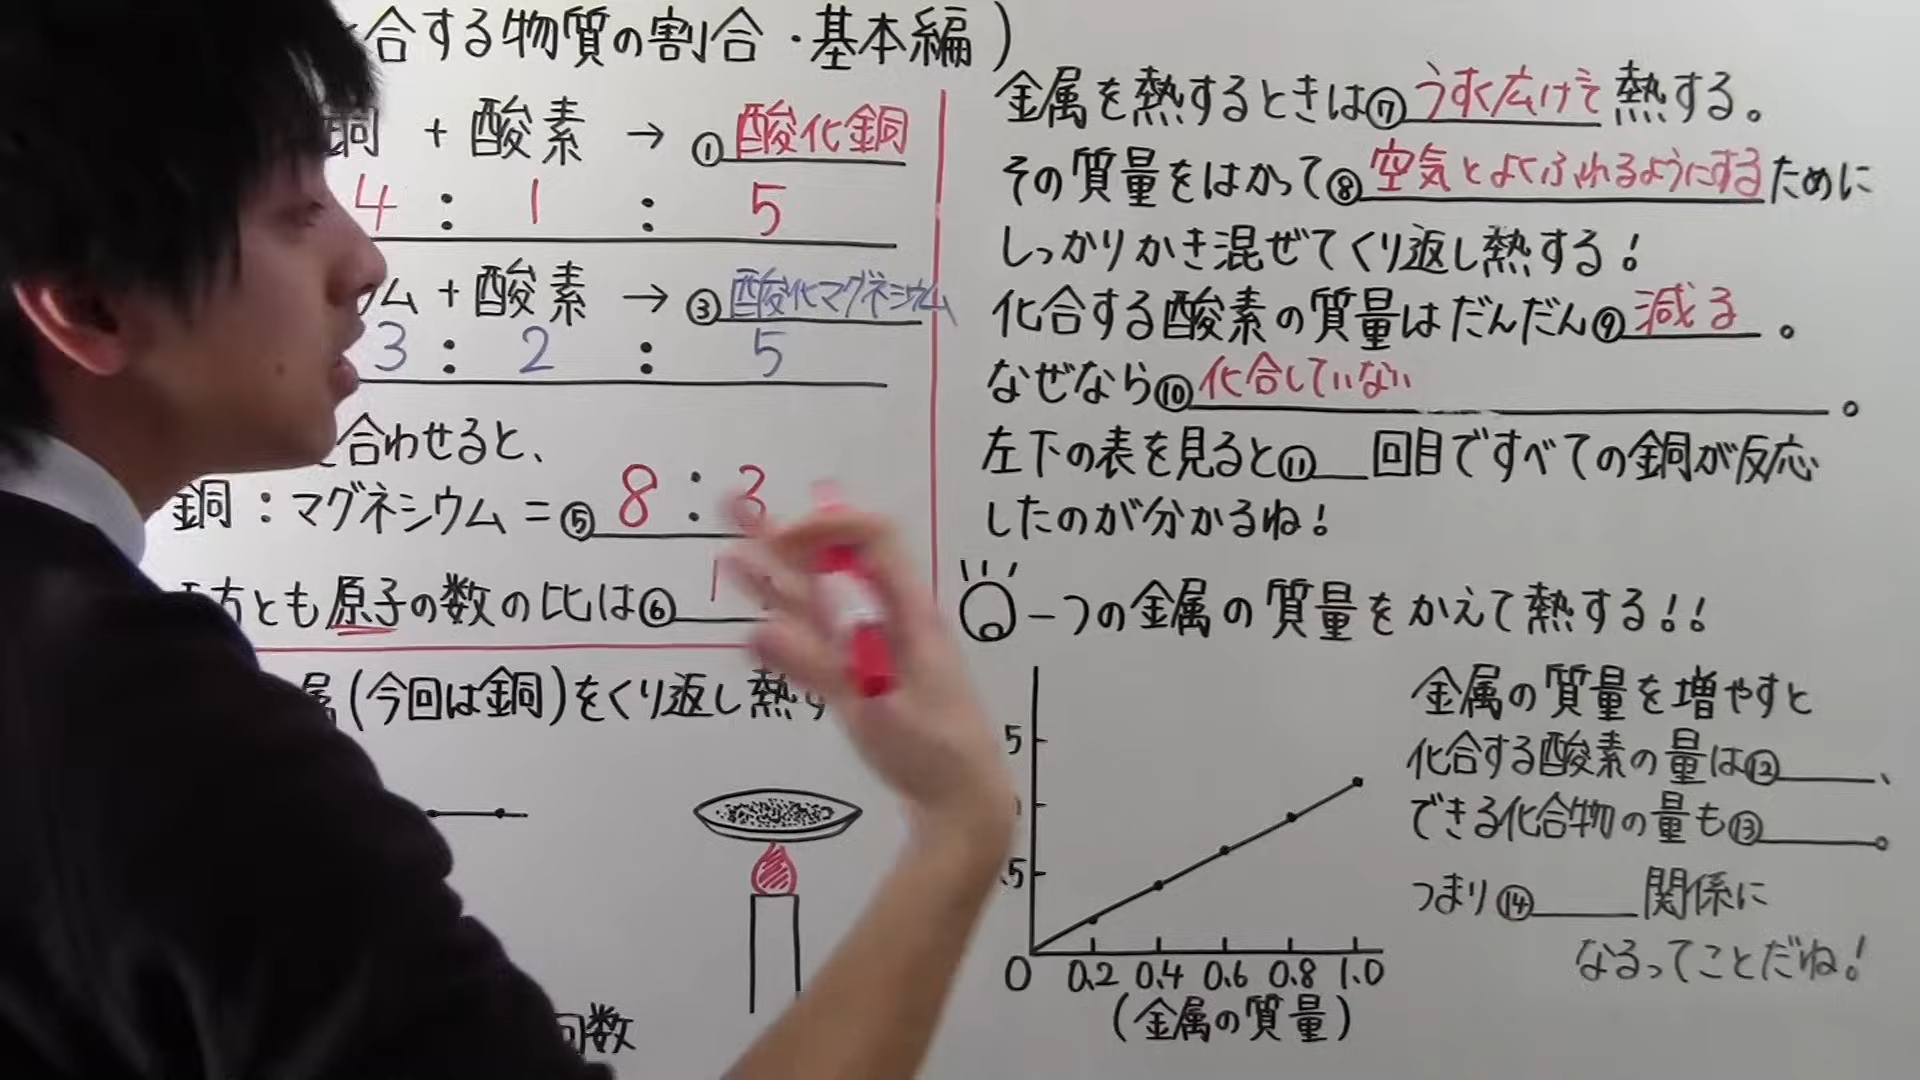 合する物質の割合・基本編)
銅 + 酸素 → ①酸化銅
4 : 1 : 5
ム + 酸素 → ③酸化マグネシウム
3 : 2 : 5
合わせると、
銅:マグネシウム = ⑤ 8 : 3
方とも原子の数の比は⑥ 1
属(今回は銅)をくり返し熱す
回数
金属を熱するときは⑦うすく広げて熱する。
その質量をはかって⑧空気とよくふれるようにするために
しっかりかき混ぜてくり返し熱する!
化合する酸素の質量はだんだん⑨減る。
なぜなら⑩化合していない 。
左下の表を見ると⑪__回目ですべての銅が反応
したのが分かるね!
一つの金属の質量をかえて熱する!!
5
.5
0 0.2 0.4 0.6 0.8 1.0
(金属の質量)
金属の質量を増やすと
化合する酸素の量は⑫____、
できる化合物の量も⑬____。
つまり⑭____関係に
なるってことだね!